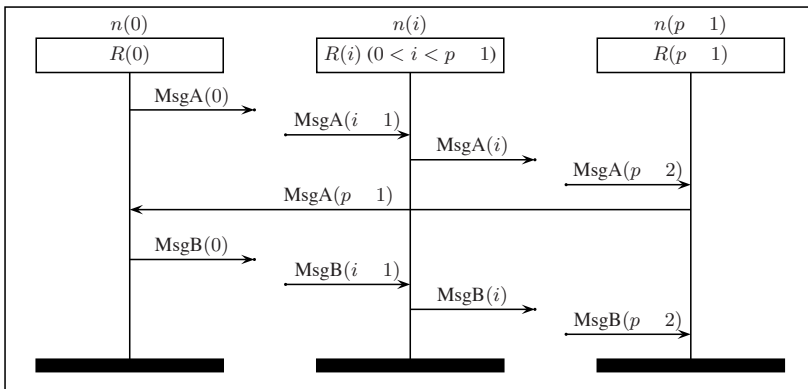 n(0) n(i) n(p 1)
R(0) R(i) (0 < i < p 1) R(p 1)
MsgA(0)
MsgA(i 1)
MsgA(i)
MsgA(p 2)
MsgA(p 1)
MsgB(0)
MsgB(i 1)
MsgB(i)
MsgB(p 2)